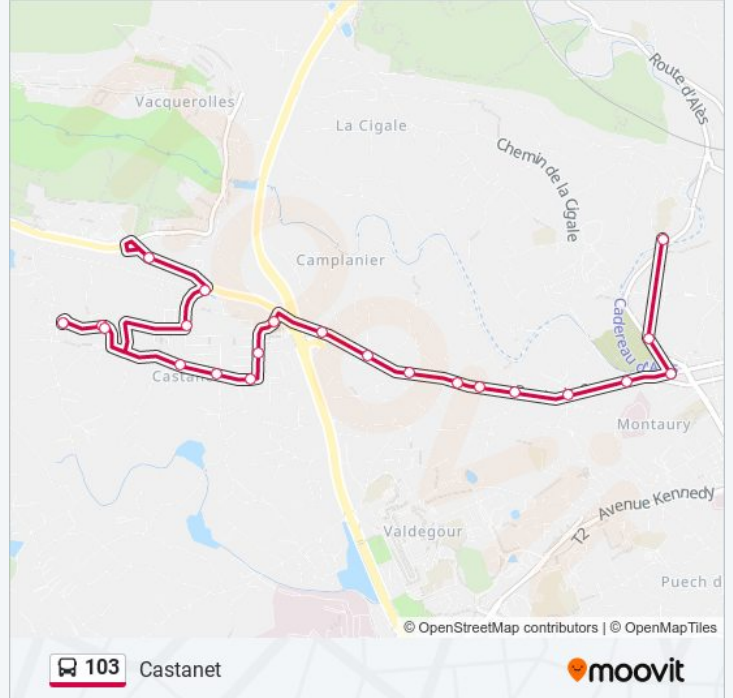 Route d'Alès
Vacquerolles
La Cigale
Chemin de la Cigale
Camplanier
Cadereau d'Alès
Montaury
Avenue Kennedy
T2
Valdegour
Puech d
© OpenStreetMap contributors | © OpenMapTiles
103 Castanet
moovit